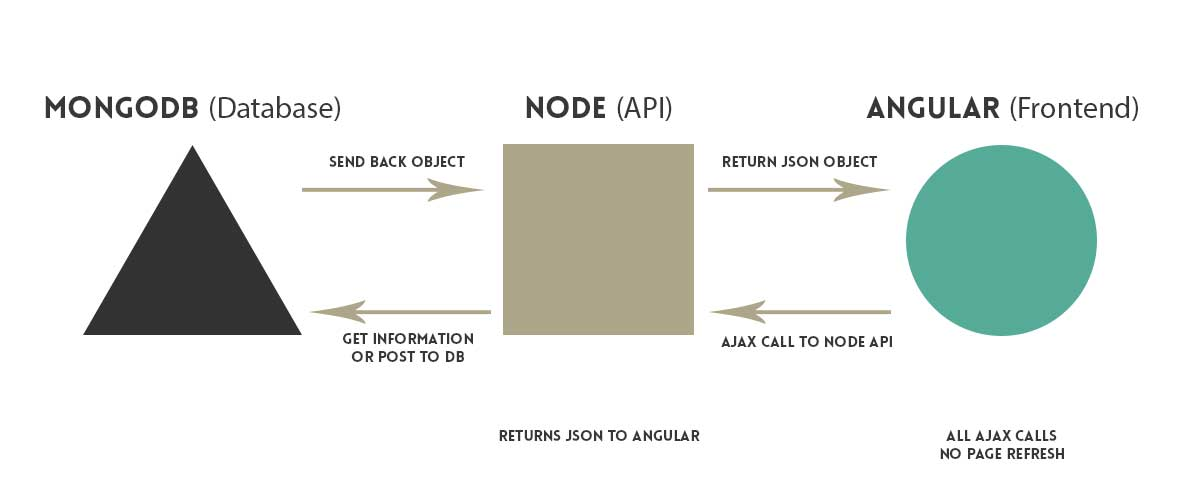 MONGODB (Database)
NODE (API)
ANGULAR (Frontend)
SEND BACK OBJECT
RETURN JSON OBJECT
GET INFORMATION
OR POST TO DB
AJAX CALL TO NODE API
RETURNS JSON TO ANGULAR
ALL AJAX CALLS
NO PAGE REFRESH